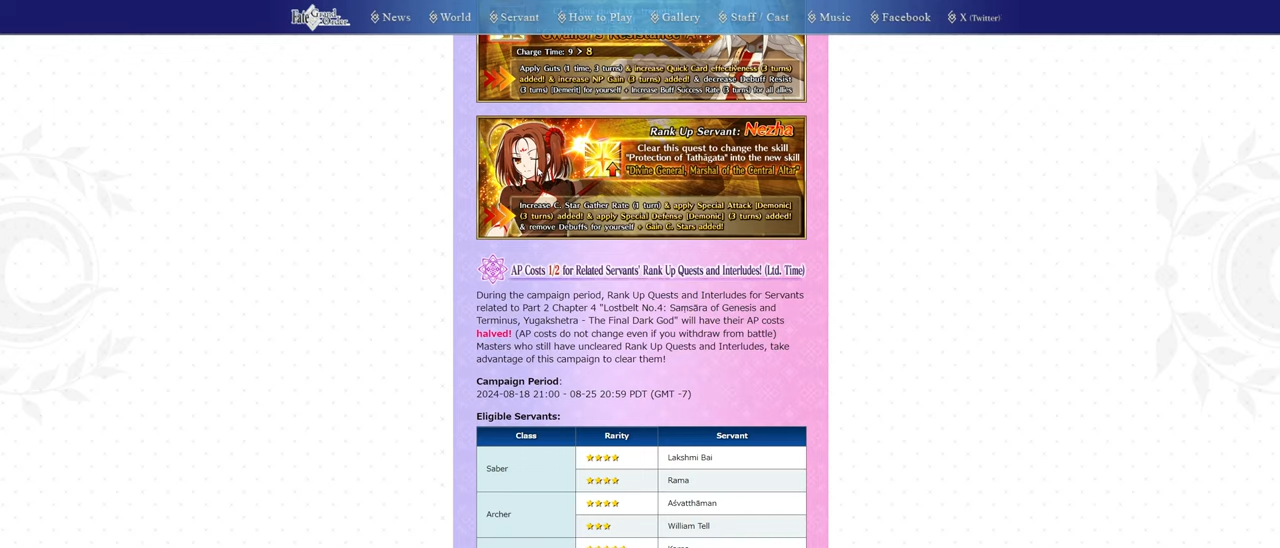 Fate Grand Order
News
World
Servant
How to Play
Gallery
Staff / Cast
Music
Facebook
X (Twitter)
Charge Time: 9 > 8
Apply Guts (1 time, 3 turns) & increase Quick Card effectiveness (3 turns)
added! & increase NP Gain (3 turns) added! & decrease Debuff Resist
(3 turns) [Demerit] for yourself + Increase Buff Success Rate (3 turns) for all allies
Rank Up Servant: Nezha
Clear this quest to change the skill
"Protection of Tathāgata" into the new skill
"Divine General, Marshal of the Central Altar"
Increase C. Star Gather Rate (1 turn) & apply Special Attack [Demonic]
(3 turns) added! & apply Special Defense [Demonic] (3 turns) added!
& remove Debuffs for yourself + Gain C. Stars added!
AP Costs 1/2 for Related Servants' Rank Up Quests and Interludes! (Ltd. Time)
During the campaign period, Rank Up Quests and Interludes for Servants
related to Part 2 Chapter 4 "Lostbelt No.4: Saṃsāra of Genesis and
Terminus, Yugakshetra - The Final Dark God" will have their AP costs
halved! (AP costs do not change even if you withdraw from battle)
Masters who still have uncleared Rank Up Quests and Interludes, take
advantage of this campaign to clear them!
Campaign Period:
2024-08-18 21:00 - 08-25 20:59 PDT (GMT -7)
Eligible Servants:
Class Rarity Servant
Saber
★★★★ Lakshmi Bai
★★★★ Rama
Archer
★★★★ Aśvatthāman
★★★ William Tell